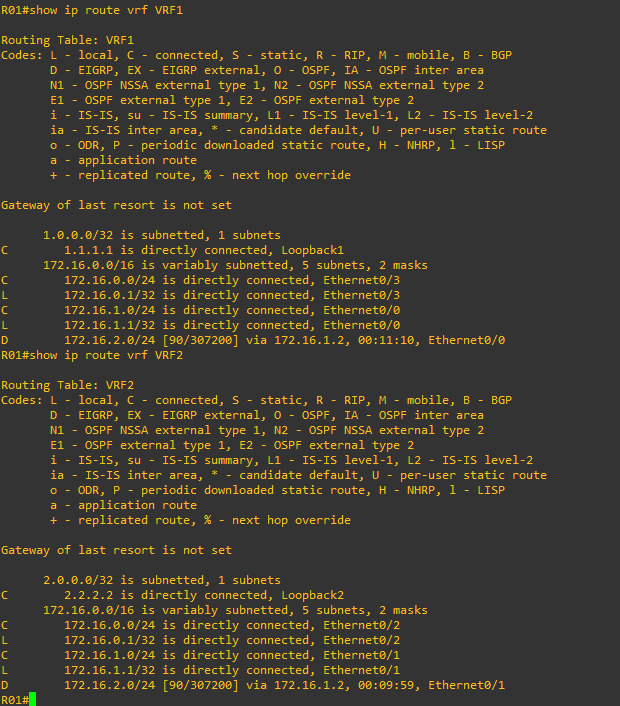 R01#show ip route vrf VRF1

Routing Table: VRF1
Codes: L - local, C - connected, S - static, R - RIP, M - mobile, B - BGP
       D - EIGRP, EX - EIGRP external, O - OSPF, IA - OSPF inter area
       N1 - OSPF NSSA external type 1, N2 - OSPF NSSA external type 2
       E1 - OSPF external type 1, E2 - OSPF external type 2
       i - IS-IS, su - IS-IS summary, L1 - IS-IS level-1, L2 - IS-IS level-2
       ia - IS-IS inter area, * - candidate default, U - per-user static route
       o - ODR, P - periodic downloaded static route, H - NHRP, l - LISP
       a - application route
       + - replicated route, % - next hop override

Gateway of last resort is not set

      1.0.0.0/32 is subnetted, 1 subnets
C        1.1.1.1 is directly connected, Loopback1
      172.16.0.0/16 is variably subnetted, 5 subnets, 2 masks
C        172.16.0.0/24 is directly connected, Ethernet0/3
L        172.16.0.1/32 is directly connected, Ethernet0/3
C        172.16.1.0/24 is directly connected, Ethernet0/0
L        172.16.1.1/32 is directly connected, Ethernet0/0
D        172.16.2.0/24 [90/307200] via 172.16.1.2, 00:11:10, Ethernet0/0
R01#show ip route vrf VRF2

Routing Table: VRF2
Codes: L - local, C - connected, S - static, R - RIP, M - mobile, B - BGP
       D - EIGRP, EX - EIGRP external, O - OSPF, IA - OSPF inter area
       N1 - OSPF NSSA external type 1, N2 - OSPF NSSA external type 2
       E1 - OSPF external type 1, E2 - OSPF external type 2
       i - IS-IS, su - IS-IS summary, L1 - IS-IS level-1, L2 - IS-IS level-2
       ia - IS-IS inter area, * - candidate default, U - per-user static route
       o - ODR, P - periodic downloaded static route, H - NHRP, l - LISP
       a - application route
       + - replicated route, % - next hop override

Gateway of last resort is not set

      2.0.0.0/32 is subnetted, 1 subnets
C        2.2.2.2 is directly connected, Loopback2
      172.16.0.0/16 is variably subnetted, 5 subnets, 2 masks
C        172.16.0.0/24 is directly connected, Ethernet0/2
L        172.16.0.1/32 is directly connected, Ethernet0/2
C        172.16.1.0/24 is directly connected, Ethernet0/1
L        172.16.1.1/32 is directly connected, Ethernet0/1
D        172.16.2.0/24 [90/307200] via 172.16.1.2, 00:09:59, Ethernet0/1
R01#